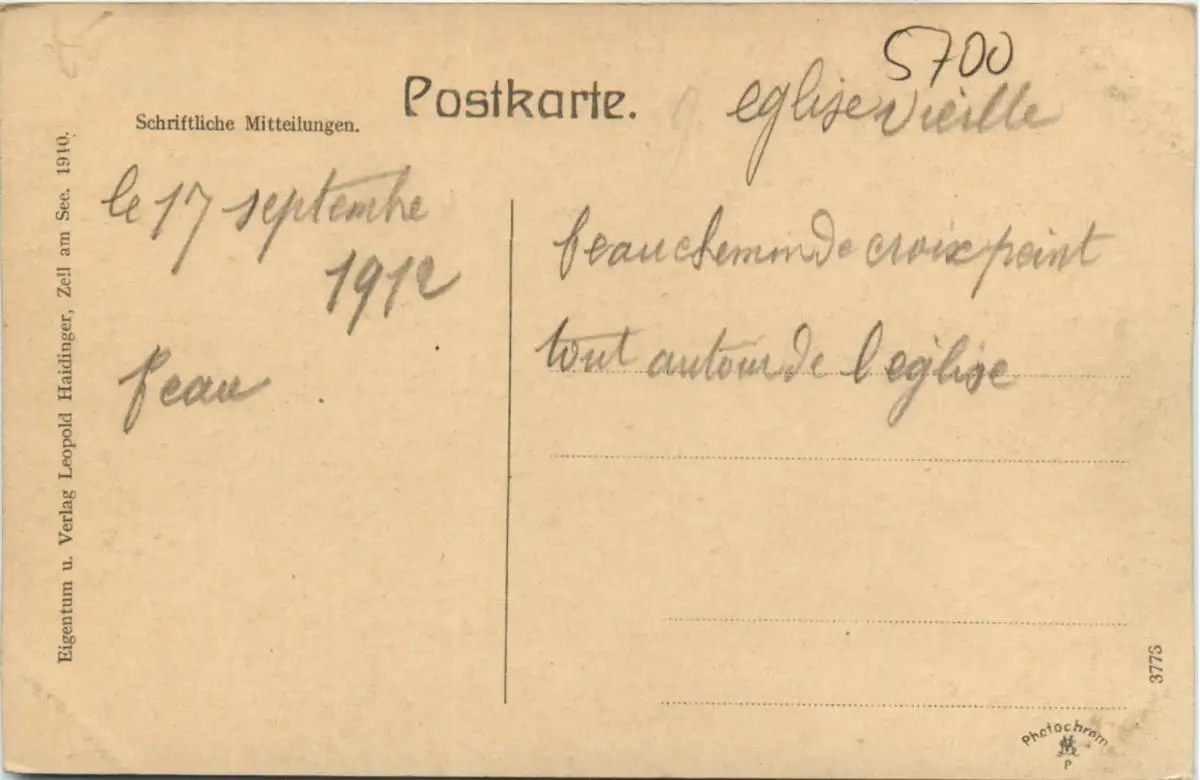 5700
Postkarte.
eglise vieille
Schriftliche Mitteilungen.
le 17 septembre
1912
beau
beau chemin de croix peint
tout autour de l eglise
Eigentum u. Verlag Leopold Haidinger, Zell am See. 1910.
3773
Photochrom
P